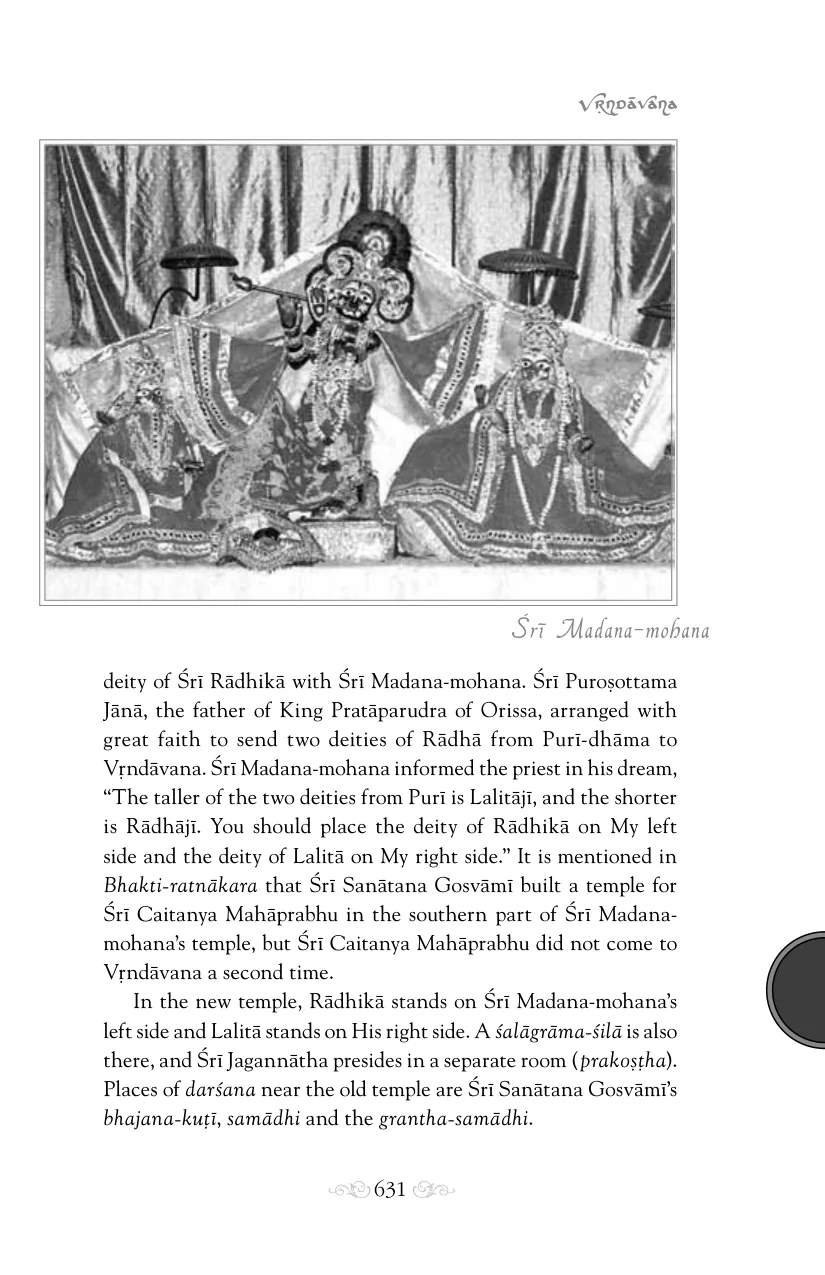 Vṛndāvana
Śrī Madana-mohana
deity of Śrī Rādhikā with Śrī Madana-mohana. Śrī Puroṣottama
Jānā, the father of King Pratāparudra of Orissa, arranged with
great faith to send two deities of Rādhā from Purī-dhāma to
Vṛndāvana. Śrī Madana-mohana informed the priest in his dream,
“The taller of the two deities from Purī is Lalitājī, and the shorter
is Rādhājī. You should place the deity of Rādhikā on My left
side and the deity of Lalitā on My right side.” It is mentioned in
Bhakti-ratnākara that Śrī Sanātana Gosvāmī built a temple for
Śrī Caitanya Mahāprabhu in the southern part of Śrī Madana-
mohana’s temple, but Śrī Caitanya Mahāprabhu did not come to
Vṛndāvana a second time.
In the new temple, Rādhikā stands on Śrī Madana-mohana’s
left side and Lalitā stands on His right side. A śalāgrāma-śilā is also
there, and Śrī Jagannātha presides in a separate room (prakoṣṭha).
Places of darśana near the old temple are Śrī Sanātana Gosvāmī’s
bhajana-kuṭī, samādhi and the grantha-samādhi.
631